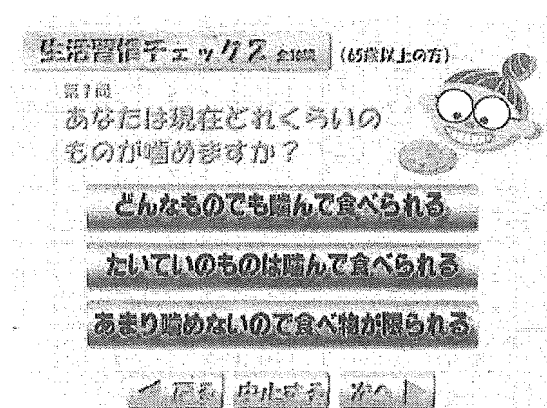 生活習慣チェック2 全10問 (65歳以上の方)
第7問
あなたは現在どれくらいの
ものが噛めますか?
どんなものでも噛んで食べられる
たいていのものは噛んで食べられる
あまり噛めないので食べ物が限られる
戻る 中止する 次へ